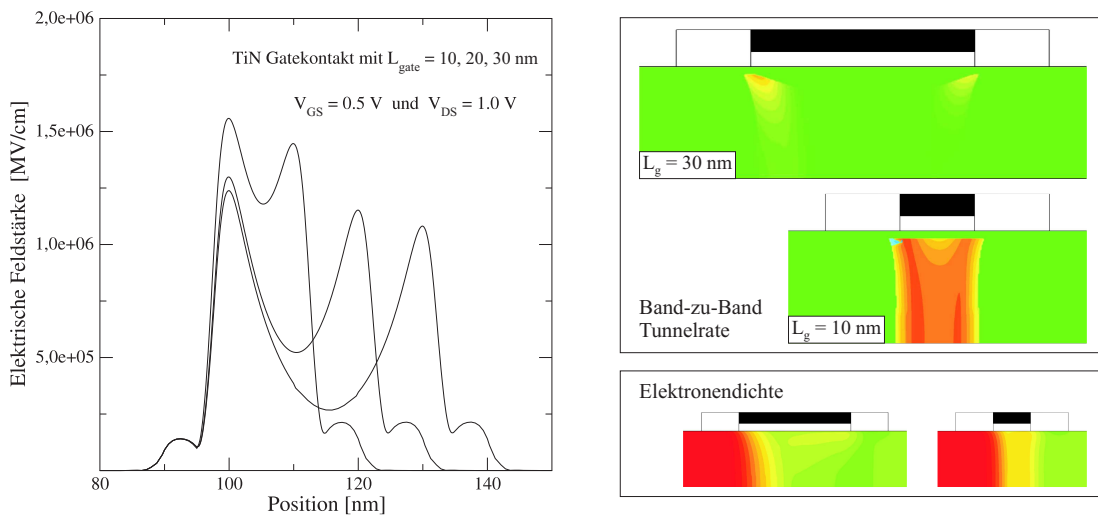 2,0e+06
1,5e+06
1,0e+06
5,0e+05
80
100
120
140
Position [nm]
Elektrische Feldstärke [MV/cm]
TiN Gatekontakt mit L_gate = 10, 20, 30 nm
V_GS = 0.5 V und V_DS = 1.0 V
L_g = 30 nm
Band-zu-Band
Tunnelrate
L_g = 10 nm
Elektronendichte